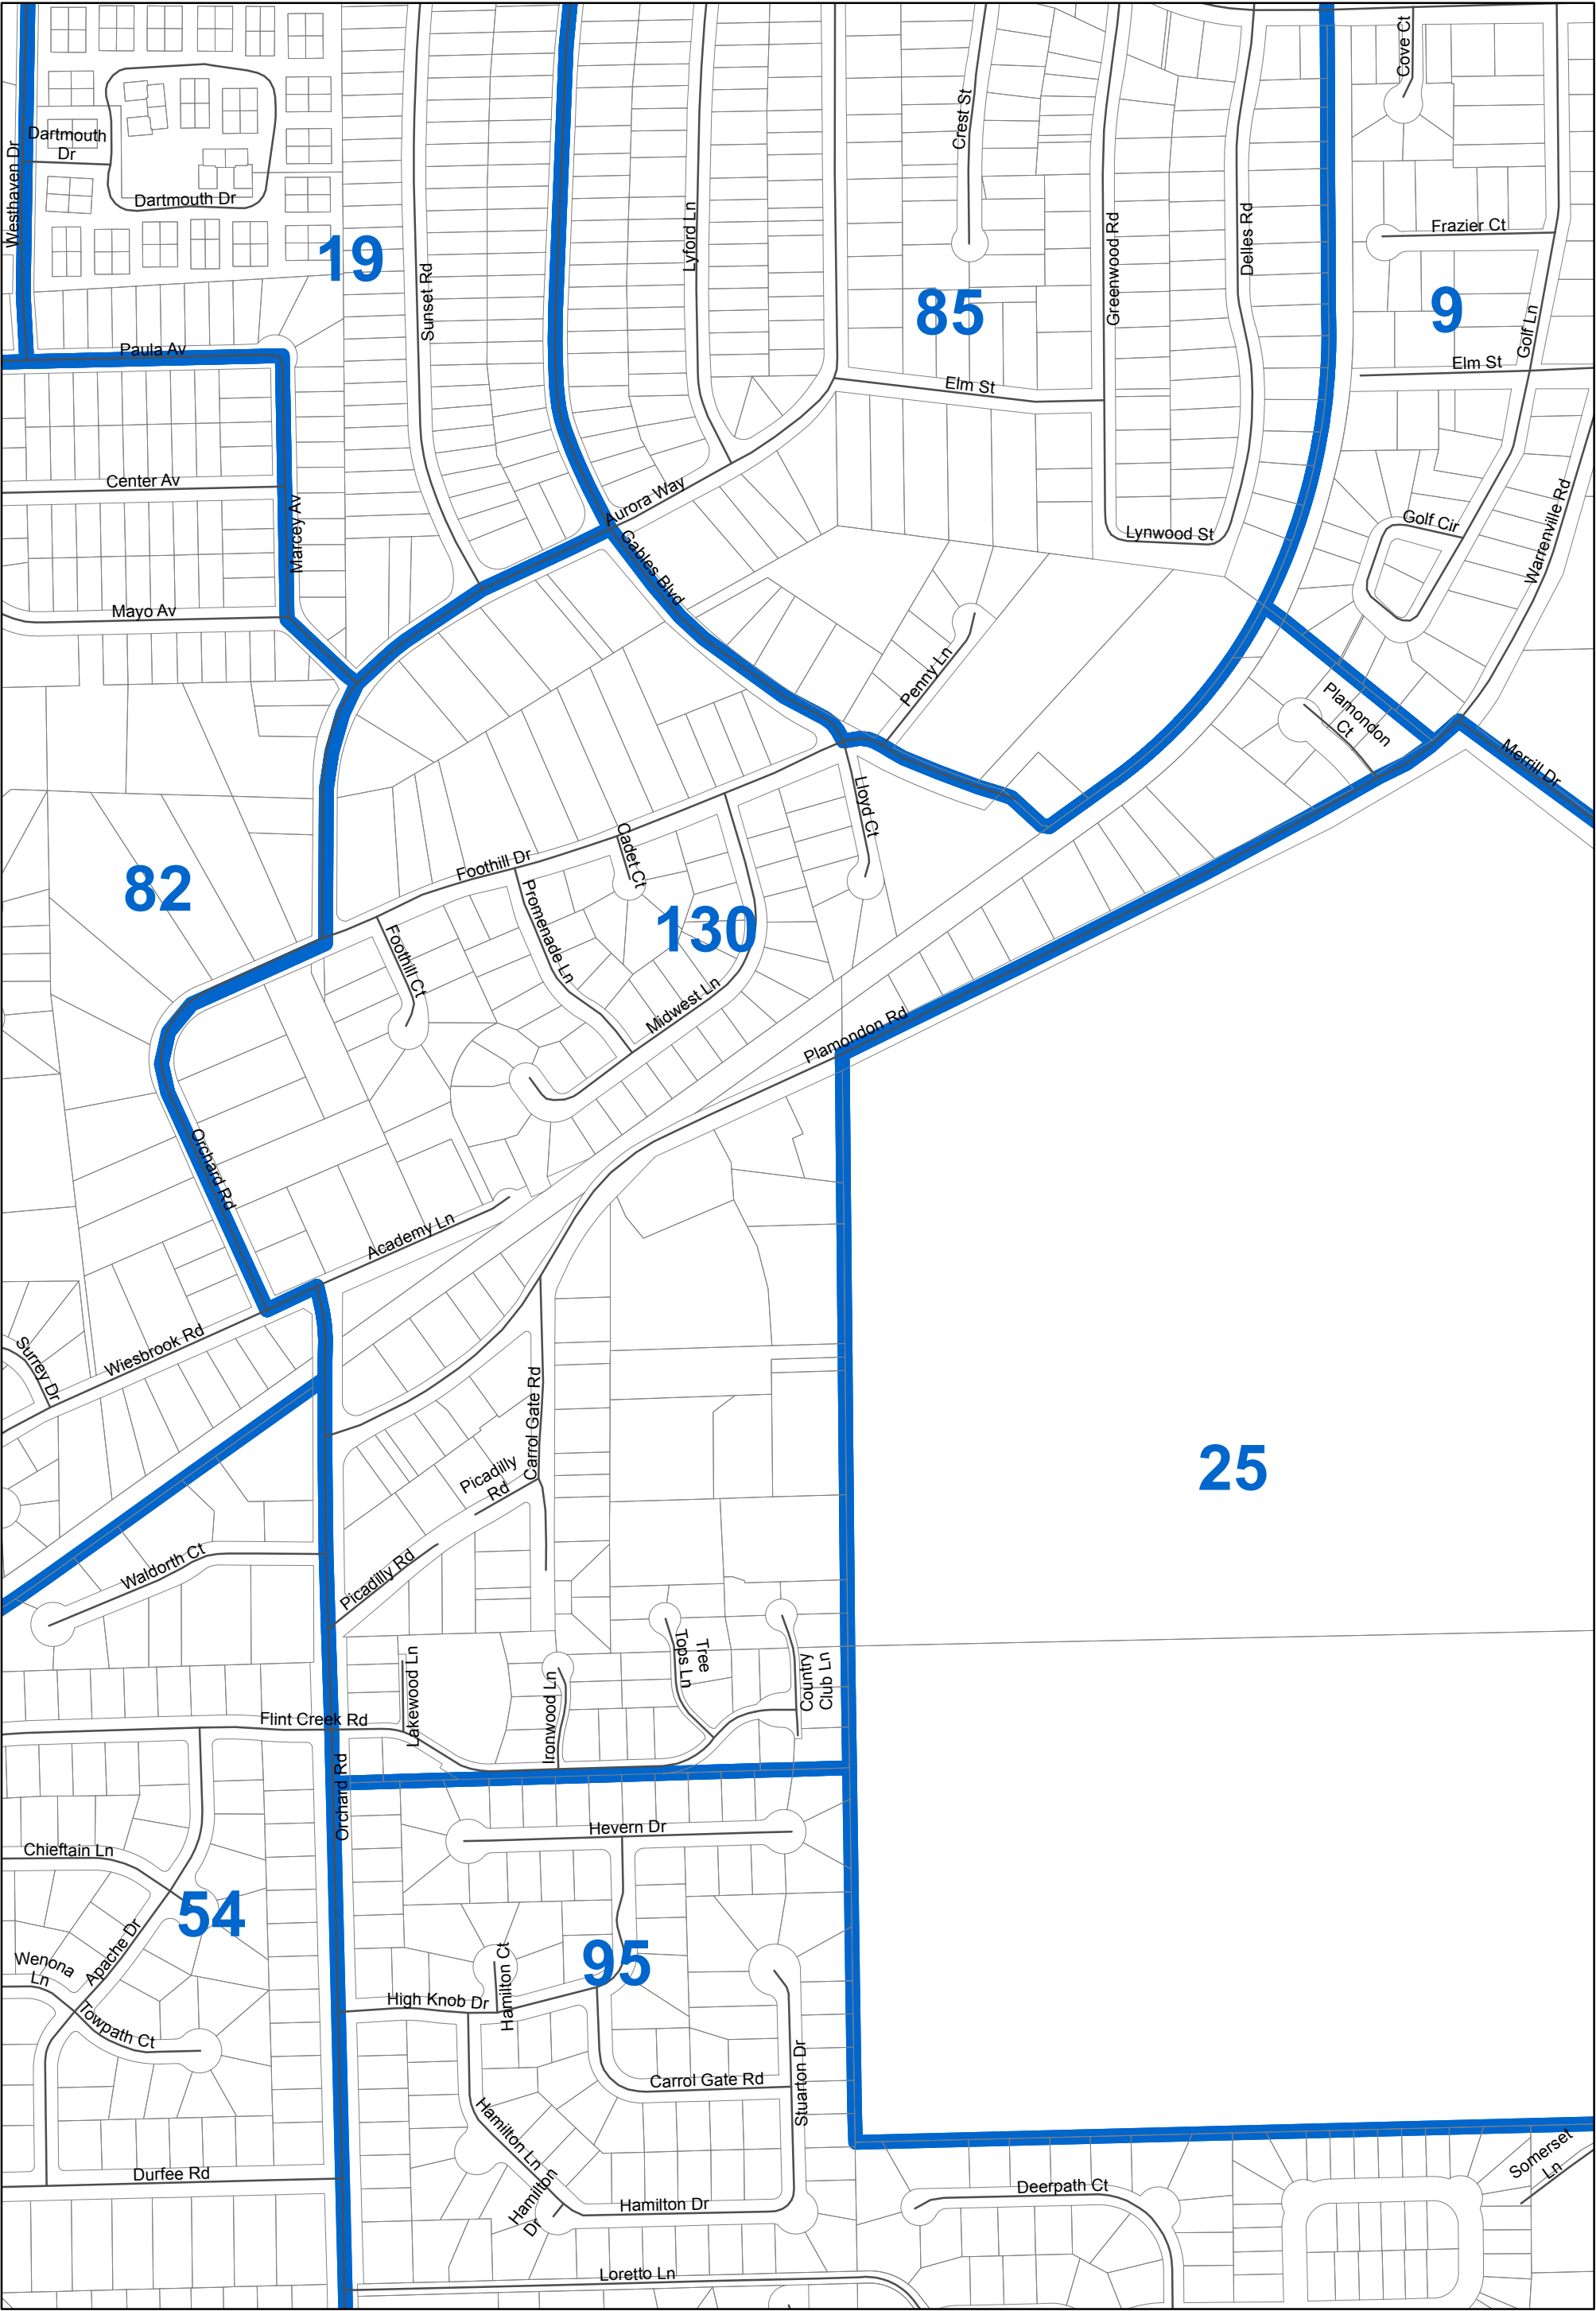 Cove Ct
Crest St
Westhaven Dr
Dartmouth
Dr
Dartmouth Dr
19
Sunset Rd
Lyford Ln
85
Greenwood Rd
Delles Rd
Frazier Ct
9
Golf Ln
Paula Av
Elm St
Elm St
Center Av
Marcey Av
Aurora Way
Gables Blvd
Lynwood St
Golf Cir
Warrenville Rd
Mayo Av
Penny Ln
Plamondon
Ct
Merrill Dr
Lloyd Ct
82
Foothill Dr
Cadet Ct
Promenade Ln
130
Foothill Ct
Midwest Ln
Plamondon Rd
Orchard Rd
Academy Ln
Wiesbrook Rd
Surrey Dr
Carrol Gate Rd
25
Picadilly
Rd
Waldorth Ct
Picadilly Rd
Lakewood Ln
Ironwood Ln
Tree
Tops Ln
Country
Club Ln
Flint Creek Rd
Orchard Rd
Hevern Dr
Chieftain Ln
54
Apache Dr
Wenona
Ln
Towpath Ct
95
Hamilton Ct
High Knob Dr
Carrol Gate Rd
Stuarton Dr
Hamilton Ln
Hamilton
Dr
Hamilton Dr
Durfee Rd
Deerpath Ct
Somerset
Ln
Loretto Ln